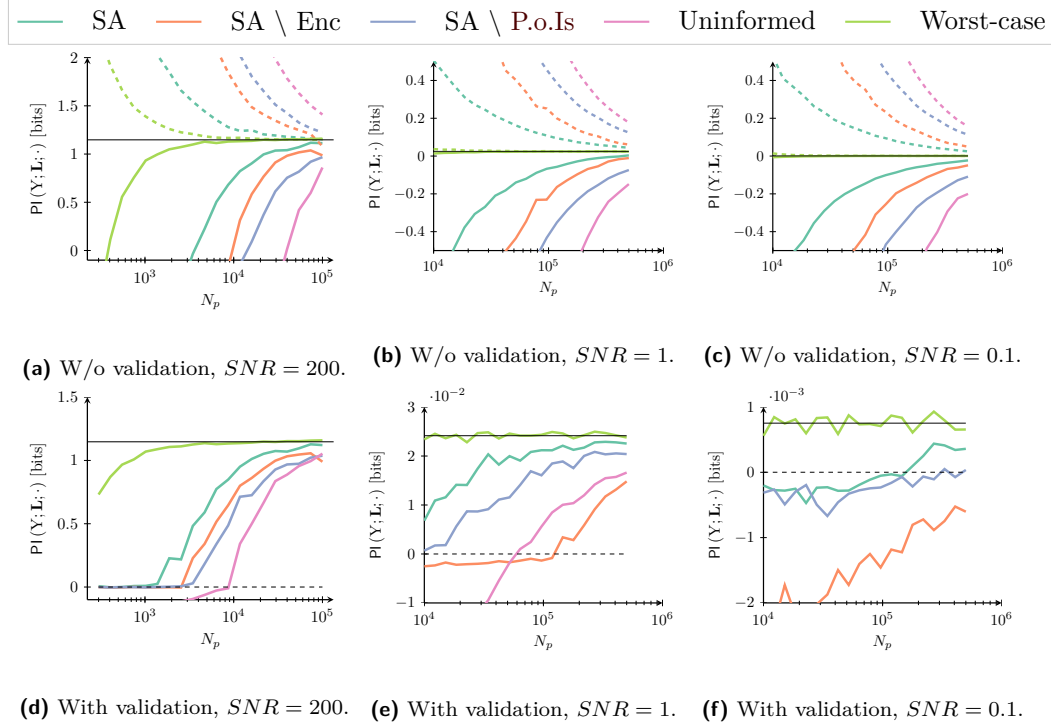 SA SA \ Enc SA \ P.o.Is Uninformed Worst-case
2
1.5
1
0.5
0
PI (Y; L; ·) [bits]
10^3 10^4 10^5
N_p
(a) W/o validation, SNR = 200.
0.4
0.2
0
−0.2
−0.4
PI (Y; L; ·) [bits]
10^4 10^5 10^6
N_p
(b) W/o validation, SNR = 1.
0.4
0.2
0
−0.2
−0.4
PI (Y; L; ·) [bits]
10^4 10^5 10^6
N_p
(c) W/o validation, SNR = 0.1.
1.5
1
0.5
0
PI (Y; L; ·) [bits]
10^3 10^4 10^5
N_p
(d) With validation, SNR = 200.
·10^−2
3
2
1
0
−1
PI (Y; L; ·) [bits]
10^4 10^5 10^6
N_p
(e) With validation, SNR = 1.
·10^−3
1
0
−1
−2
PI (Y; L; ·) [bits]
10^4 10^5 10^6
N_p
(f) With validation, SNR = 0.1.